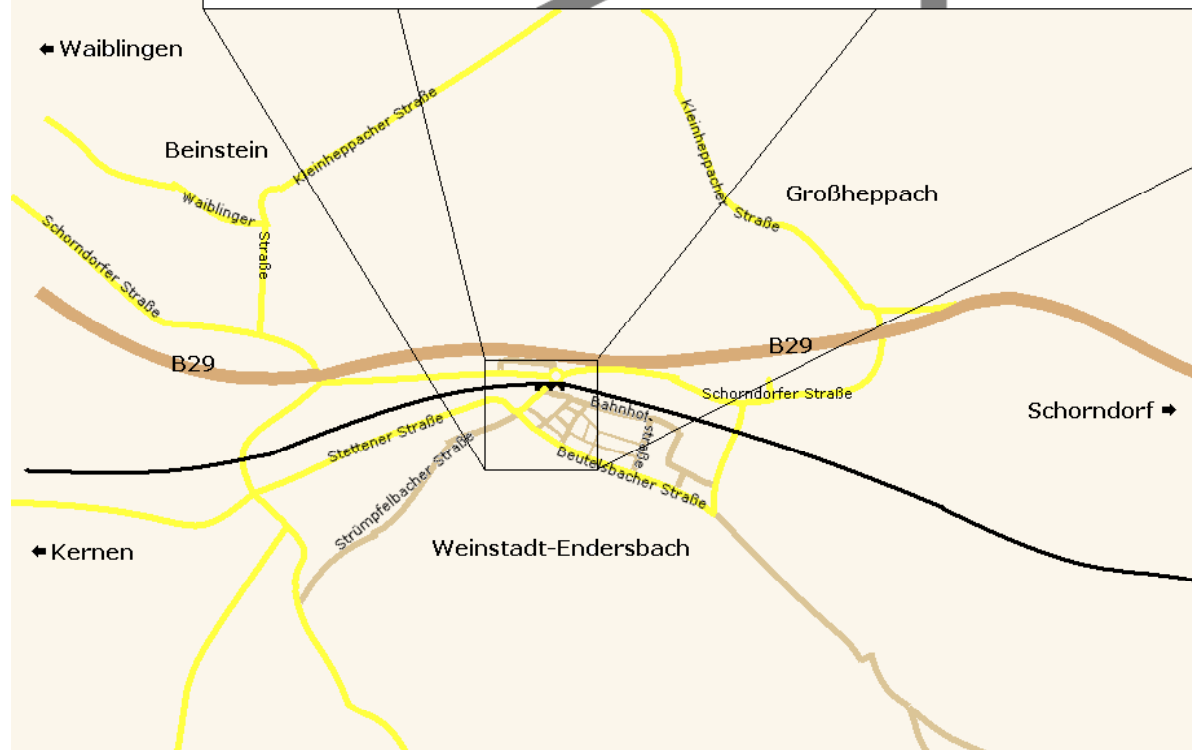 ← Waiblingen
Beinstein
Kleinheppacher Straße
Kleinheppacher Straße
Großheppach
Waiblinger Straße
Schorndorfer Straße
B29
B29
Schorndorfer Straße
Schorndorf →
Bahnhof-
straße
Stettener Straße
Beutelsbacher Straße
Strümpfelbacher Straße
← Kernen
Weinstadt-Endersbach